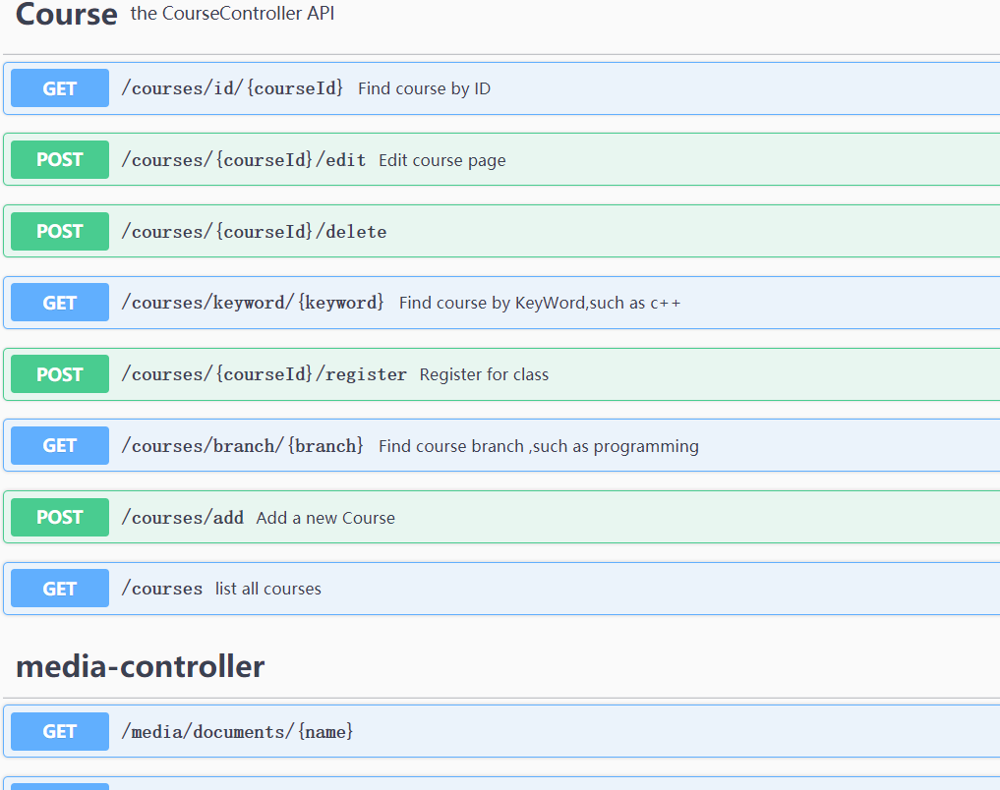 Course the CourseController API
GET /courses/id/{courseId} Find course by ID
POST /courses/{courseId}/edit Edit course page
POST /courses/{courseId}/delete
GET /courses/keyword/{keyword} Find course by KeyWord,such as c++
POST /courses/{courseId}/register Register for class
GET /courses/branch/{branch} Find course branch ,such as programming
POST /courses/add Add a new Course
GET /courses list all courses
media-controller
GET /media/documents/{name}